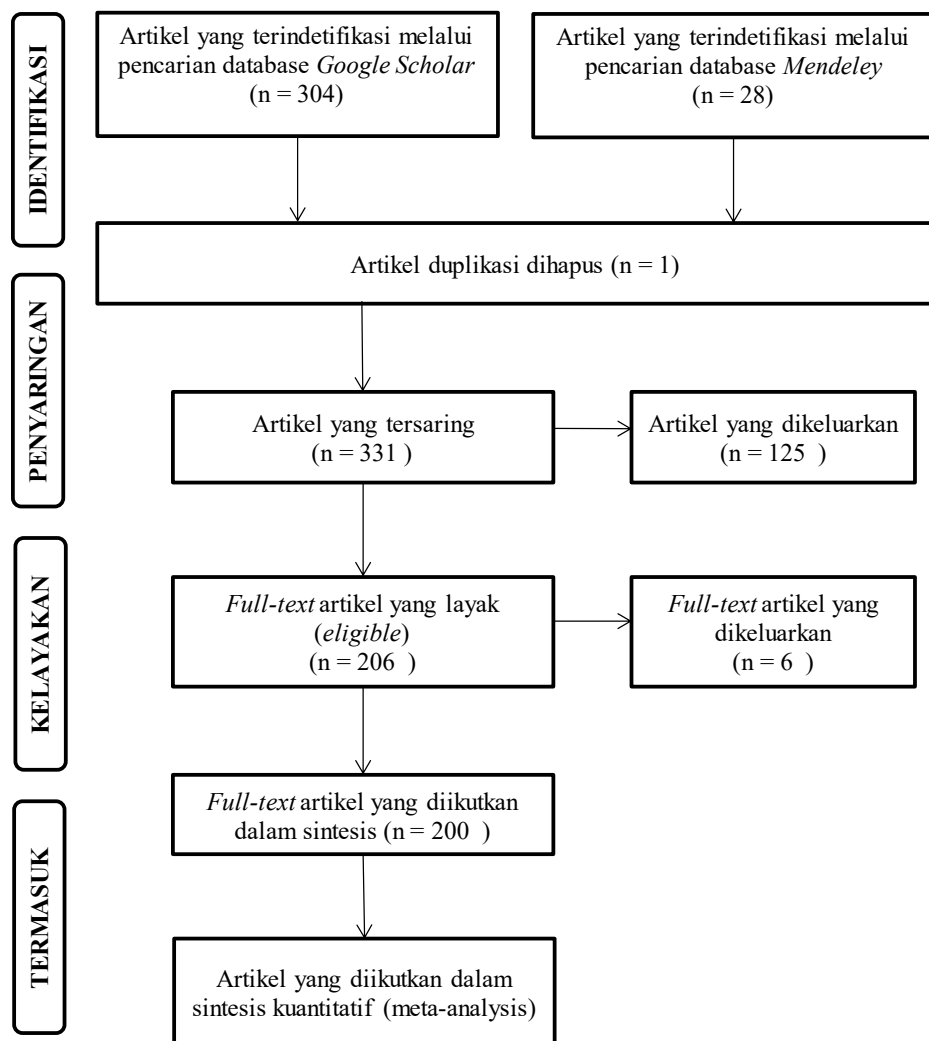 IDENTIFIKASI
Artikel yang terindetifikasi melalui
pencarian database Google Scholar
(n = 304)
Artikel yang terindetifikasi melalui
pencarian database Mendeley
(n = 28)
Artikel duplikasi dihapus (n = 1)
PENYARINGAN
Artikel yang tersaring
(n = 331 )
Artikel yang dikeluarkan
(n = 125 )
KELAYAKAN
Full-text artikel yang layak
(eligible)
(n = 206 )
Full-text artikel yang
dikeluarkan
(n = 6 )
TERMASUK
Full-text artikel yang diikutkan
dalam sintesis (n = 200 )
Artikel yang diikutkan dalam
sintesis kuantitatif (meta-analysis)